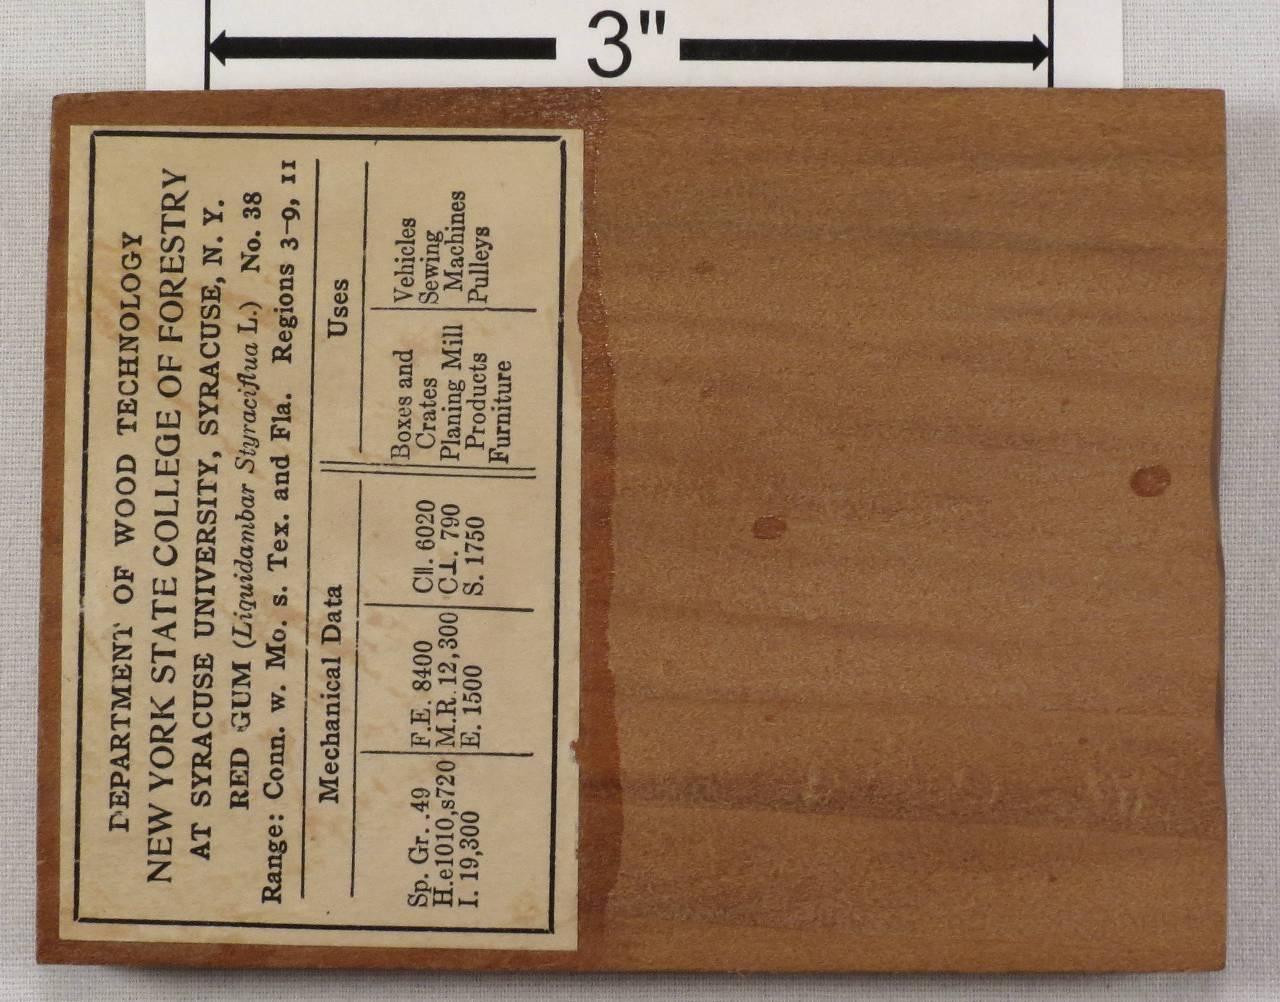 3"
DEPARTMENT OF WOOD TECHNOLOGY
NEW YORK STATE COLLEGE OF FORESTRY
AT SYRACUSE UNIVERSITY, SYRACUSE, N. Y.
RED GUM (Liquidambar Styraciflua L.) No. 38
Range: Conn. w. Mo. s. Tex. and Fla. Regions 3-9, 11
Mechanical Data
Sp. Gr. .49
H.e1010,s720
I. 19,300
F.E. 8400
M.R. 12,300
E. 1500
C||. 6020
C⊥. 790
S. 1750
Uses
Boxes and
Crates
Planing Mill
Products
Furniture
Vehicles
Sewing
Machines
Pulleys